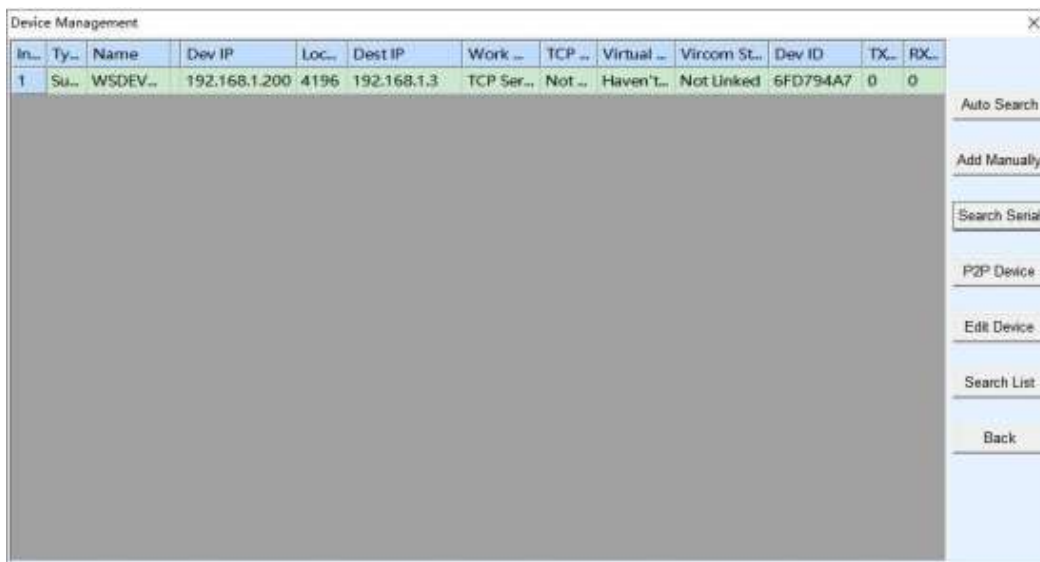 Device Management
In... Ty... Name Dev IP Loc... Dest IP Work ... TCP ... Virtual ... Vircom St... Dev ID TX... RX...
1 Su... WSDEV... 192.168.1.200 4196 192.168.1.3 TCP Ser... Not ... Haven't... Not Linked 6FD794A7 0 0
Auto Search
Add Manually
Search Serial
P2P Device
Edit Device
Search List
Back